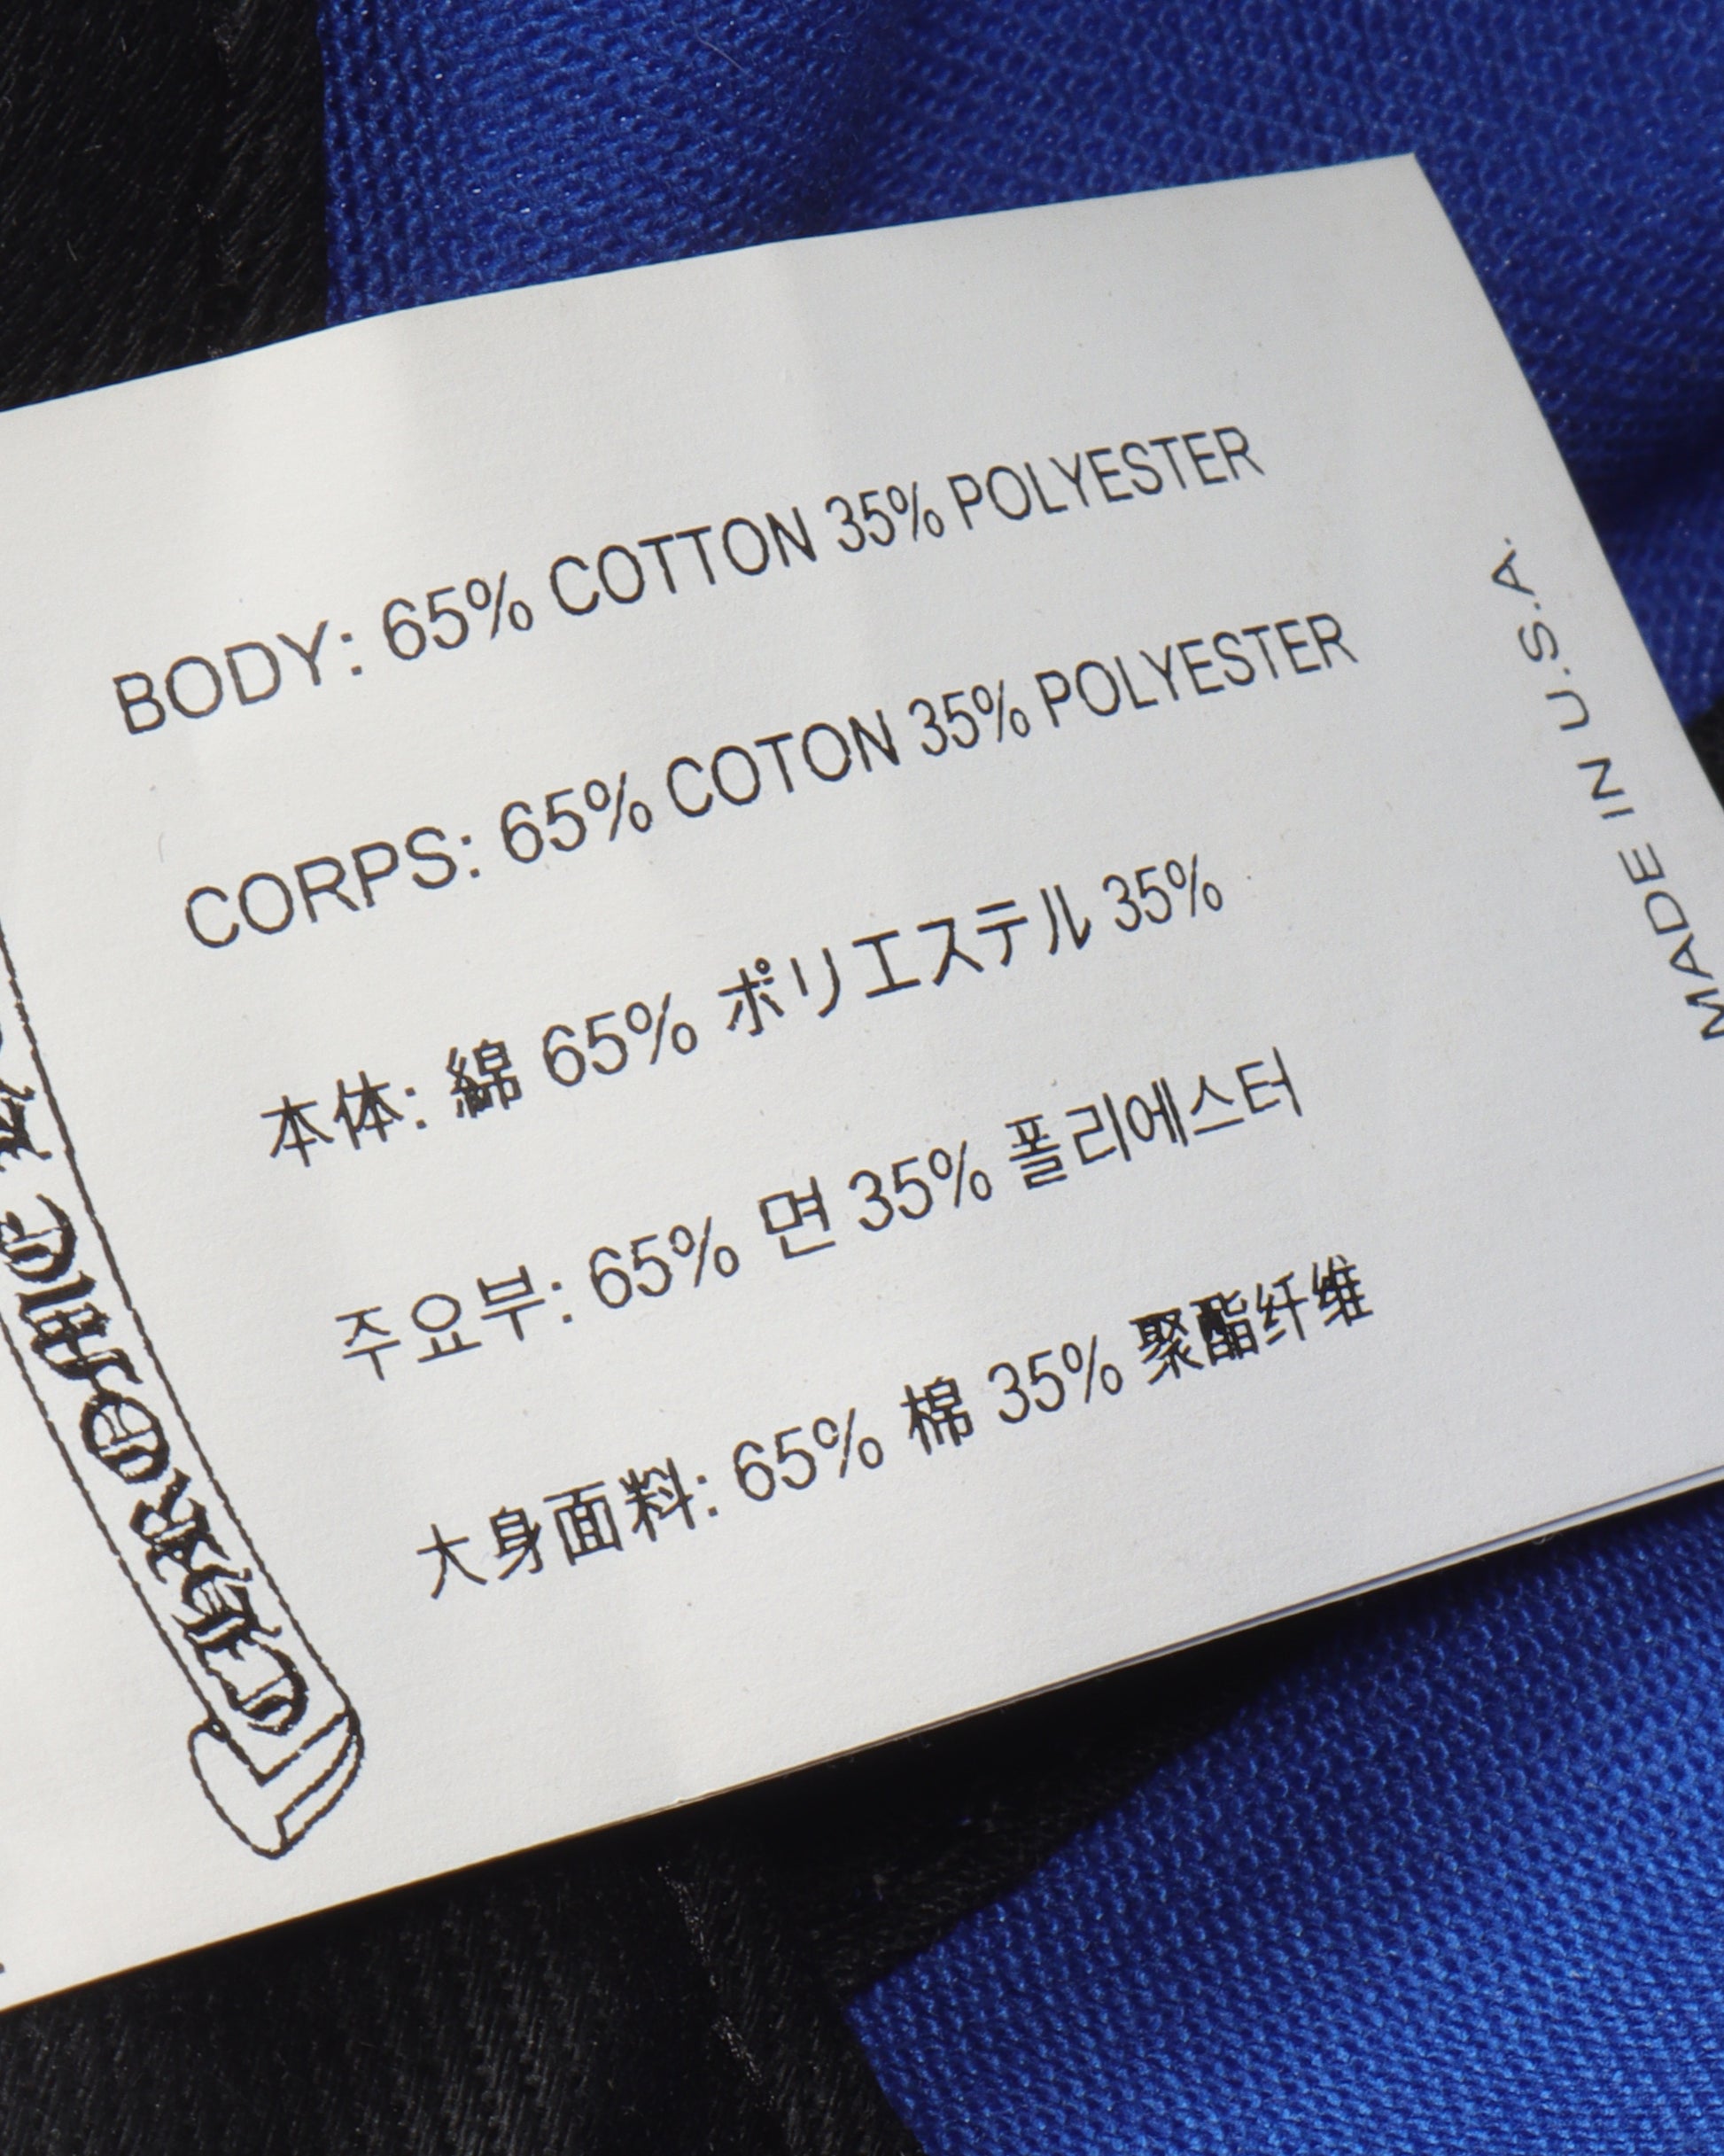 BODY: 65% COTTON 35% POLYESTER
CORPS: 65% COTON 35% POLYESTER
本体: 綿 65% ポリエステル 35%
주요부: 65% 면 35% 폴리에스터
大身面料: 65% 棉 35% 聚酯纤维
MADE IN U.S.A.
CHROME